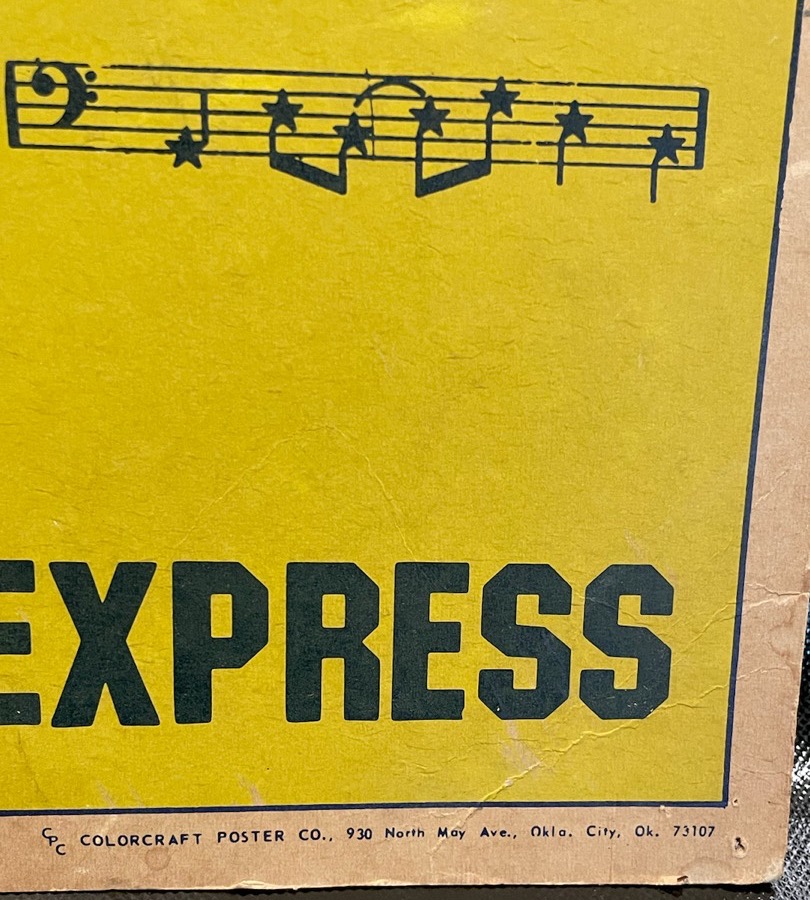 EXPRESS
CPC COLORCRAFT POSTER CO., 930 North May Ave., Okla. City, Ok. 73107